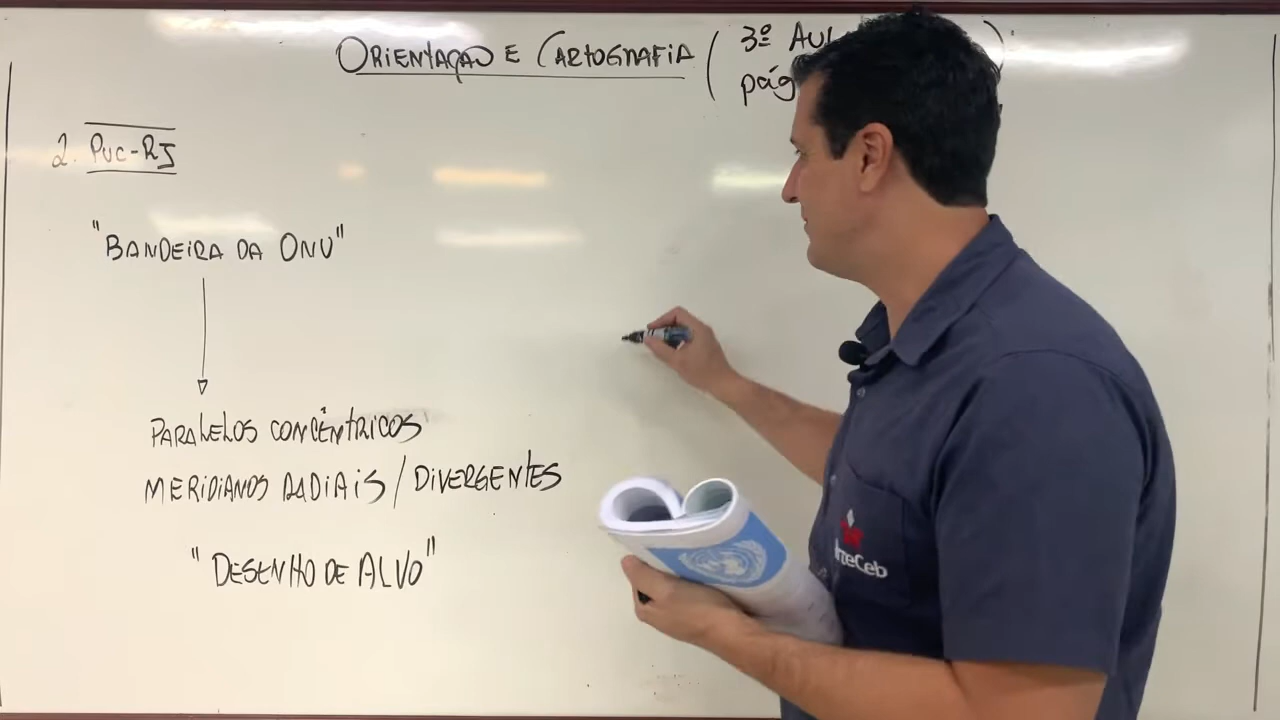 ORIENTAÇÃO E CARTOGRAFIA ( 3º AUL
pág )
2. PUC-RJ
"BANDEIRA DA ONU"
PARALELOS CONCÊNTRICOS
MERIDIANOS RADIAIS / DIVERGENTES
"DESENHO DE ALVO"